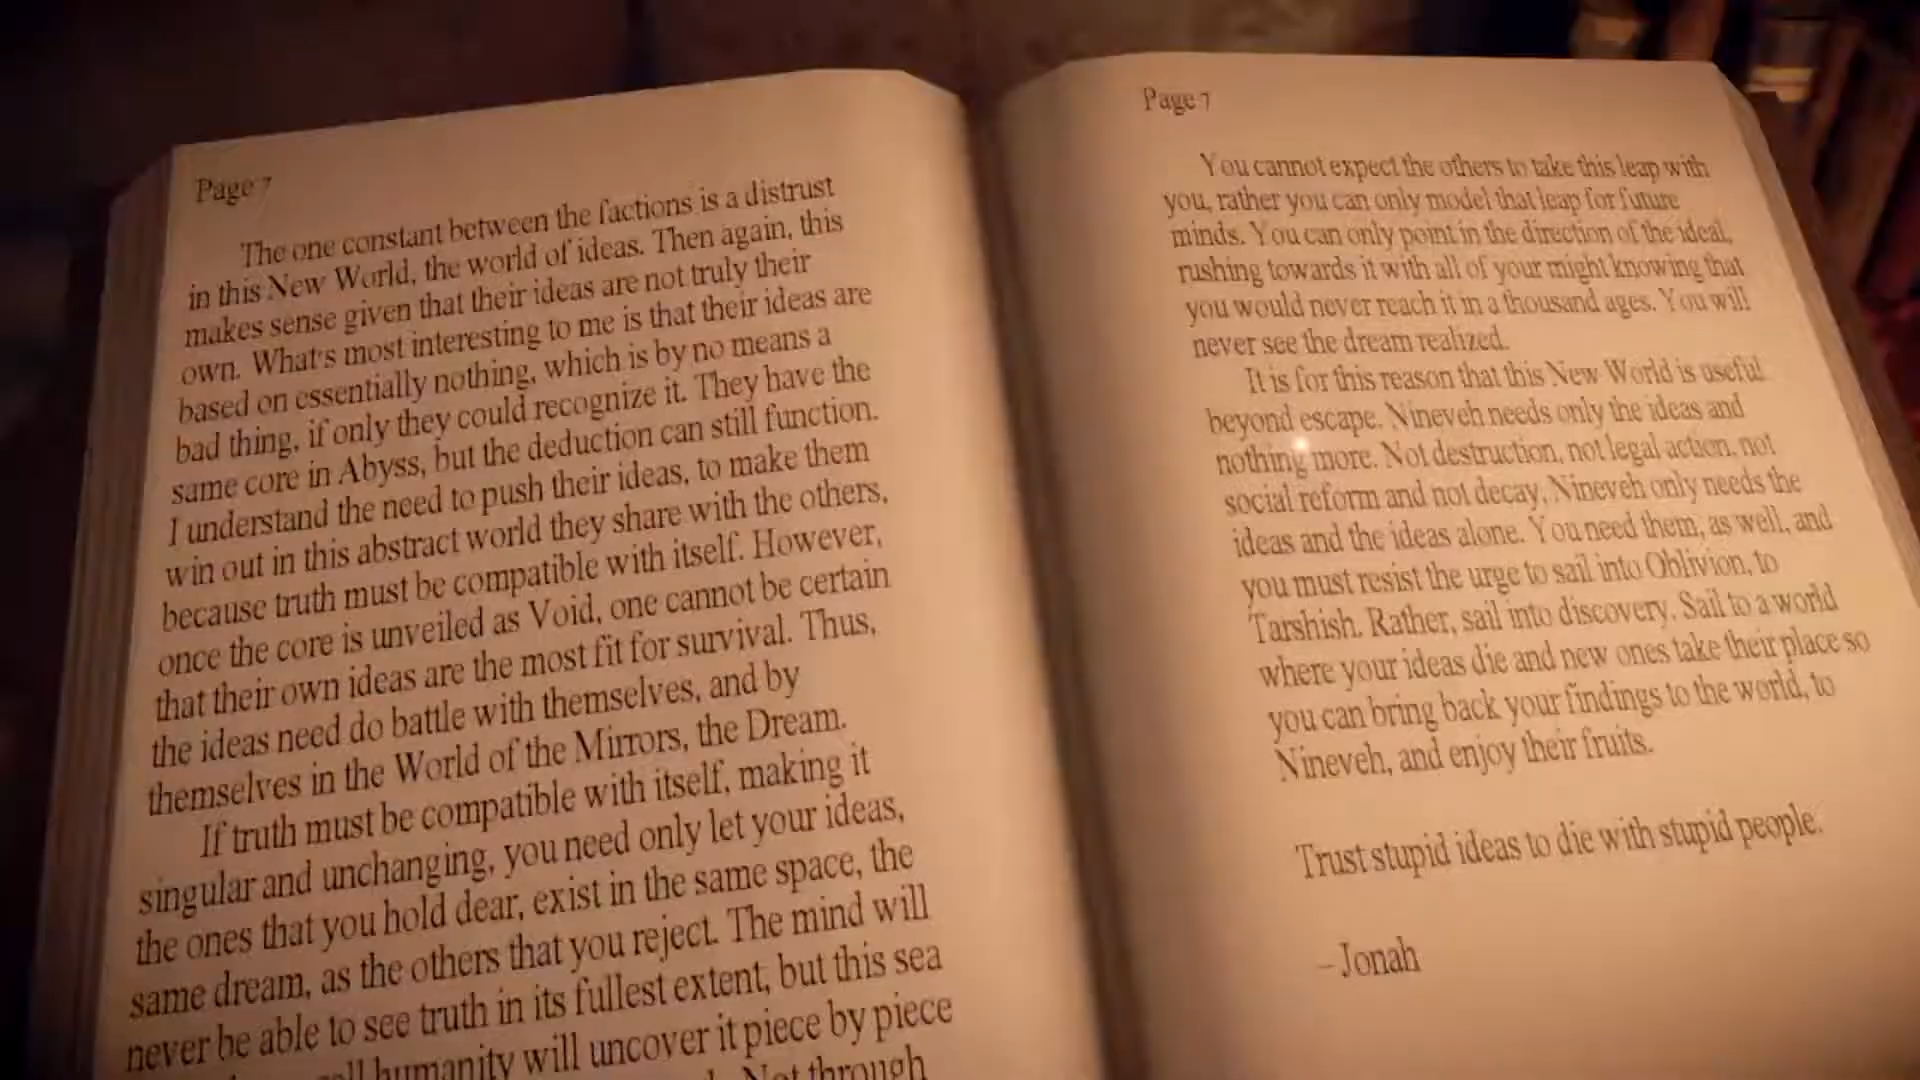 Page 7
The one constant between the factions is a distrust
in this New World, the world of ideas. Then again, this
makes sense given that their ideas are not truly their
own. What's most interesting to me is that their ideas are
based on essentially nothing, which is by no means a
bad thing, if only they could recognize it. They have the
same core in Abyss, but the deduction can still function.
I understand the need to push their ideas, to make them
win out in this abstract world they share with the others,
because truth must be compatible with itself. However,
once the core is unveiled as Void, one cannot be certain
that their own ideas are the most fit for survival. Thus,
the ideas need do battle with themselves, and by
themselves in the World of the Mirrors, the Dream.
If truth must be compatible with itself, making it
singular and unchanging, you need only let your ideas,
the ones that you hold dear, exist in the same space, the
same dream, as the others that you reject. The mind will
never be able to see truth in its fullest extent, but this sea
humanity will uncover it piece by piece
Not through
Page 7
You cannot expect the others to take this leap with
you, rather you can only model that leap for future
minds. You can only point in the direction of the ideal,
rushing towards it with all of your might knowing that
you would never reach it in a thousand ages. You will
never see the dream realized.
It is for this reason that this New World is useful
beyond escape. Nineveh needs only the ideas and
nothing more. Not destruction, not legal action, not
social reform and not decay, Nineveh only needs the
ideas and the ideas alone. You need them, as well, and
you must resist the urge to sail into Oblivion, to
Tarshish. Rather, sail into discovery. Sail to a world
where your ideas die and new ones take their place so
you can bring back your findings to the world, to
Nineveh, and enjoy their fruits.
Trust stupid ideas to die with stupid people.
– Jonah